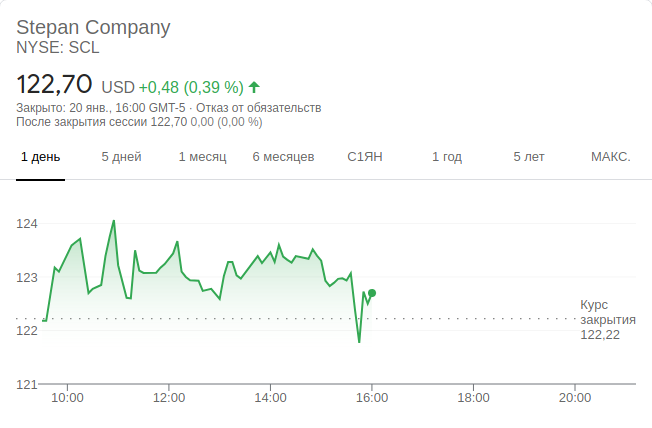 Stepan Company
NYSE: SCL
122,70 USD +0,48 (0,39 %)
Закрыто: 20 янв., 16:00 GMT-5 · Отказ от обязательств
После закрытия сессии 122,70 0,00 (0,00 %)
1 день 5 дней 1 месяц 6 месяцев С1ЯН 1 год 5 лет МАКС.
124
123
Курс
закрытия
122,22
122
121
10:00 12:00 14:00 16:00 18:00 20:00